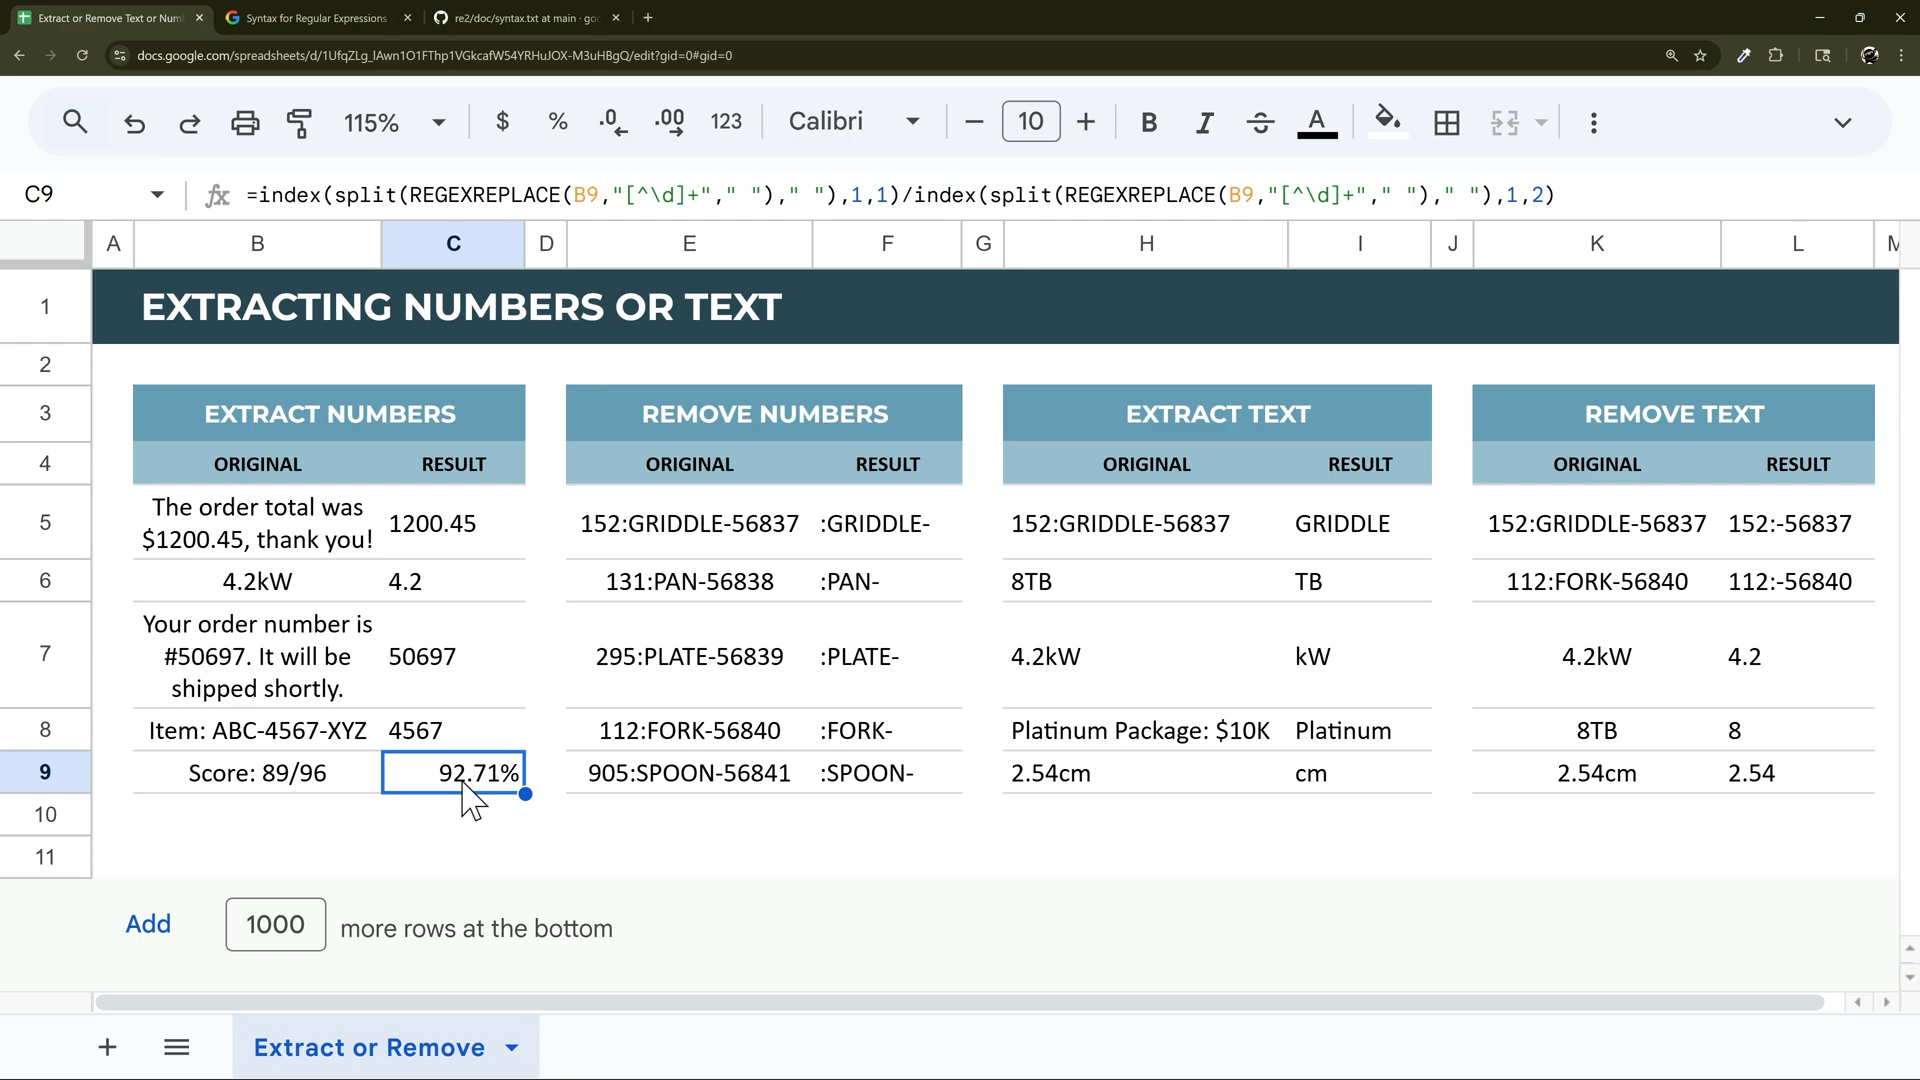 Extract or Remove Text or Num
Syntax for Regular Expressions
re2/doc/syntax.txt at main · goo
docs.google.com/spreadsheets/d/1UfqZLg_lAwn1O1FThp1VGkcafW54YRHuJOX-M3uHBgQ/edit?gid=0#gid=0
115% $ % .0 .00 123 Calibri 10 B I A
C9 fx =index(split(REGEXREPLACE(B9,"[^\d]+"," ")," "),1,1)/index(split(REGEXREPLACE(B9,"[^\d]+"," ")," "),1,2)
A B C D E F G H I J K L M
1 EXTRACTING NUMBERS OR TEXT
2
3 EXTRACT NUMBERS REMOVE NUMBERS EXTRACT TEXT REMOVE TEXT
4 ORIGINAL RESULT ORIGINAL RESULT ORIGINAL RESULT ORIGINAL RESULT
The order total was
5 $1200.45, thank you! 1200.45 152:GRIDDLE-56837 :GRIDDLE- 152:GRIDDLE-56837 GRIDDLE 152:GRIDDLE-56837 152:-56837
6 4.2kW 4.2 131:PAN-56838 :PAN- 8TB TB 112:FORK-56840 112:-56840
Your order number is
7 #50697. It will be 50697 295:PLATE-56839 :PLATE- 4.2kW kW 4.2kW 4.2
shipped shortly.
8 Item: ABC-4567-XYZ 4567 112:FORK-56840 :FORK- Platinum Package: $10K Platinum 8TB 8
9 Score: 89/96 92.71% 905:SPOON-56841 :SPOON- 2.54cm cm 2.54cm 2.54
10
11
Add 1000 more rows at the bottom
Extract or Remove